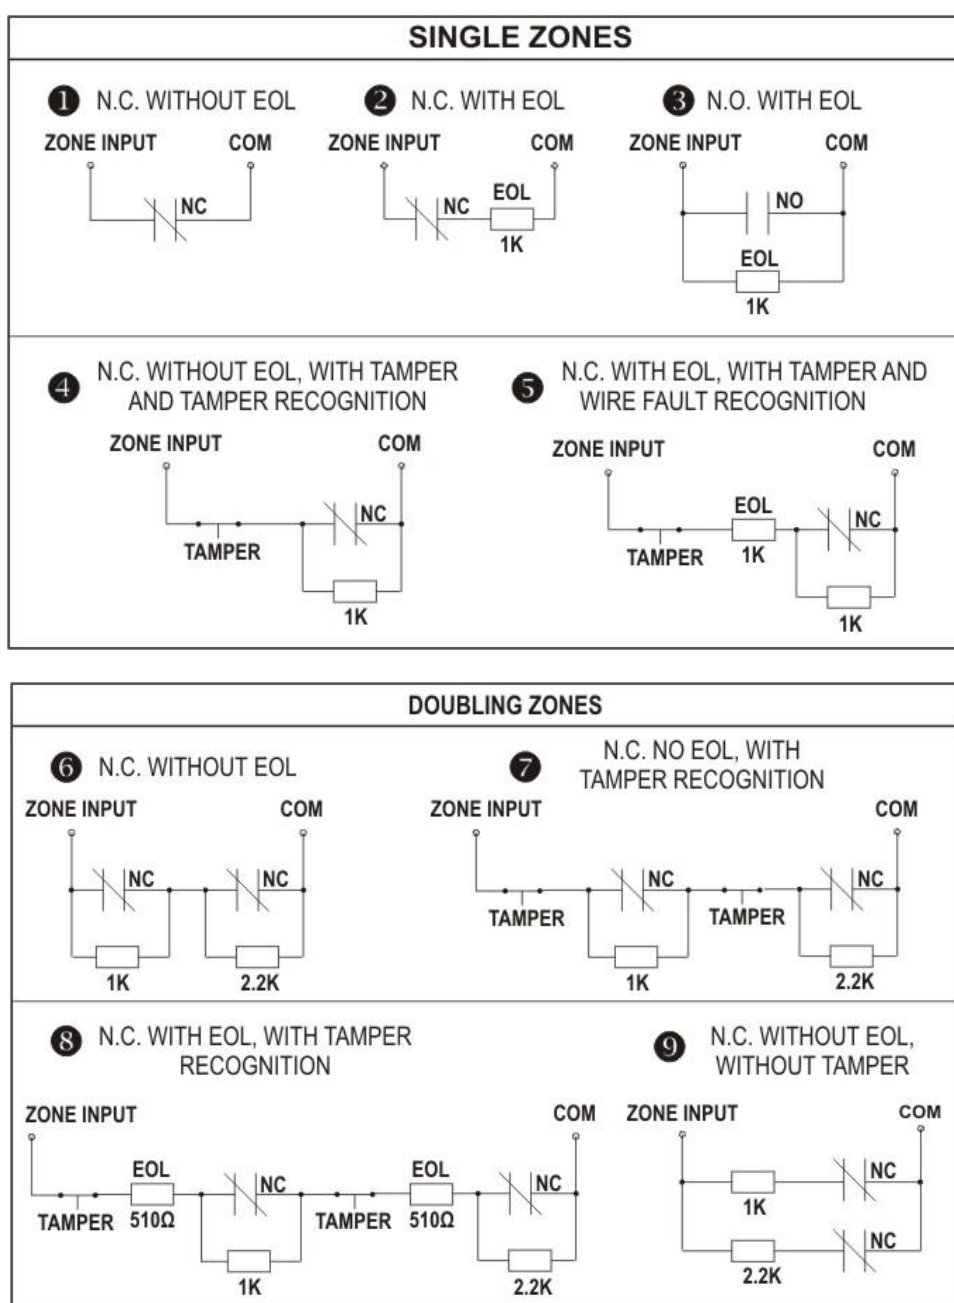 SINGLE ZONES
1 N.C. WITHOUT EOL
ZONE INPUT COM
NC
2 N.C. WITH EOL
ZONE INPUT COM
EOL
NC
1K
3 N.O. WITH EOL
ZONE INPUT COM
NO
EOL
1K
4 N.C. WITHOUT EOL, WITH TAMPER
AND TAMPER RECOGNITION
ZONE INPUT COM
NC
TAMPER
1K
5 N.C. WITH EOL, WITH TAMPER AND
WIRE FAULT RECOGNITION
ZONE INPUT COM
EOL
NC
TAMPER 1K
1K
DOUBLING ZONES
6 N.C. WITHOUT EOL
ZONE INPUT COM
NC NC
1K 2.2K
7 N.C. NO EOL, WITH
TAMPER RECOGNITION
ZONE INPUT COM
NC NC
TAMPER TAMPER
1K 2.2K
8 N.C. WITH EOL, WITH TAMPER
RECOGNITION
ZONE INPUT COM
EOL EOL
NC NC
TAMPER 510Ω TAMPER 510Ω
1K 2.2K
9 N.C. WITHOUT EOL,
WITHOUT TAMPER
ZONE INPUT COM
NC
1K
NC
2.2K